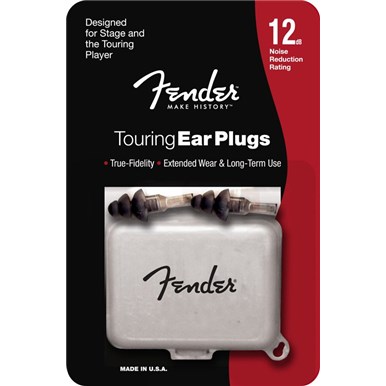 Designed
for Stage and
the Touring
Player
12dB
Noise
Reduction
Rating
Fender
MAKE HISTORY™
Touring Ear Plugs
• True-Fidelity • Extended Wear & Long-Term Use
Fender
MADE IN U.S.A.